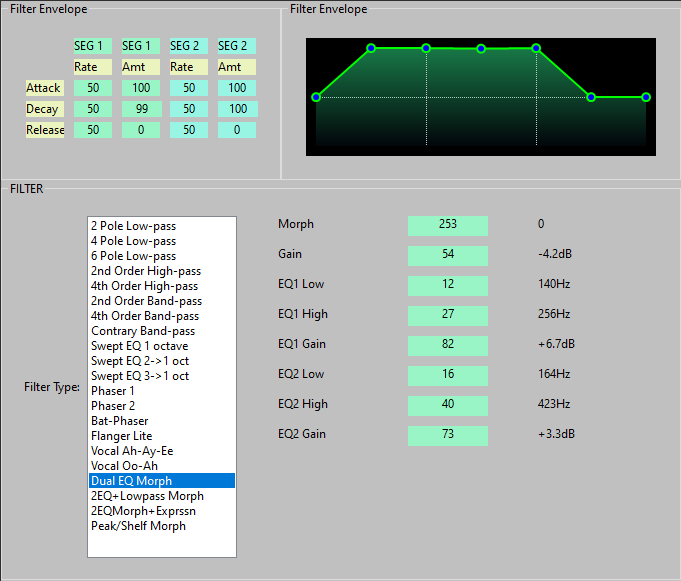 Filter Envelope
SEG 1 SEG 1 SEG 2 SEG 2
Rate Amt Rate Amt
Attack 50 100 50 100
Decay 50 99 50 100
Release 50 0 50 0
Filter Envelope
FILTER
Filter Type:
2 Pole Low-pass
4 Pole Low-pass
6 Pole Low-pass
2nd Order High-pass
4th Order High-pass
2nd Order Band-pass
4th Order Band-pass
Contrary Band-pass
Swept EQ 1 octave
Swept EQ 2->1 oct
Swept EQ 3->1 oct
Phaser 1
Phaser 2
Bat-Phaser
Flanger Lite
Vocal Ah-Ay-Ee
Vocal Oo-Ah
Dual EQ Morph
2EQ+Lowpass Morph
2EQMorph+Exprssn
Peak/Shelf Morph
Morph 253 0
Gain 54 -4.2dB
EQ1 Low 12 140Hz
EQ1 High 27 256Hz
EQ1 Gain 82 +6.7dB
EQ2 Low 16 164Hz
EQ2 High 40 423Hz
EQ2 Gain 73 +3.3dB